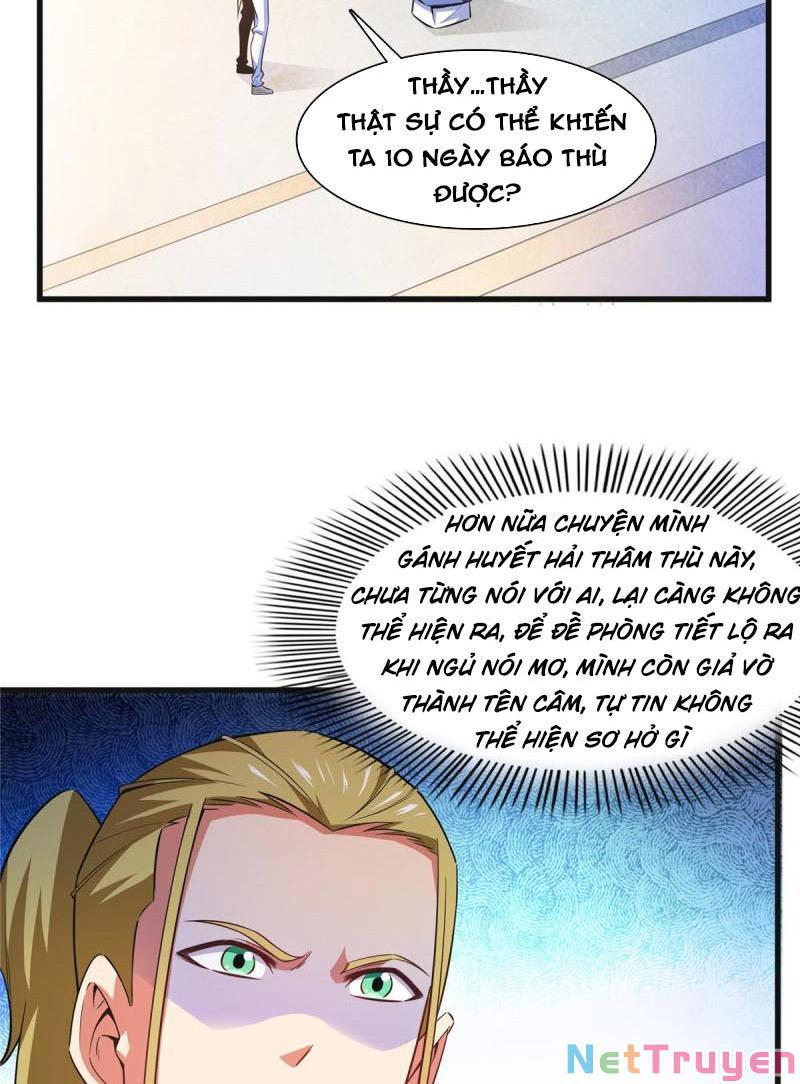 THẦY...THẦY
THẬT SỰ CÓ THỂ KHIẾN
TA 10 NGÀY BÁO THÙ
ĐƯỢC?
HƠN NỮA CHUYỆN MÌNH
GÁNH HUYẾT HẢI THÂM THÙ NÀY,
CHƯA TỪNG NÓI VỚI AI, LẠI CÀNG KHÔNG
THỂ HIỆN RA, ĐỂ ĐỀ PHÒNG TIẾT LỘ RA
KHI NGỦ NÓI MƠ, MÌNH CÒN GIẢ VỜ
THÀNH TÊN CÂM, TỰ TIN KHÔNG
THỂ HIỆN SƠ HỞ GÌ
NetTruyen